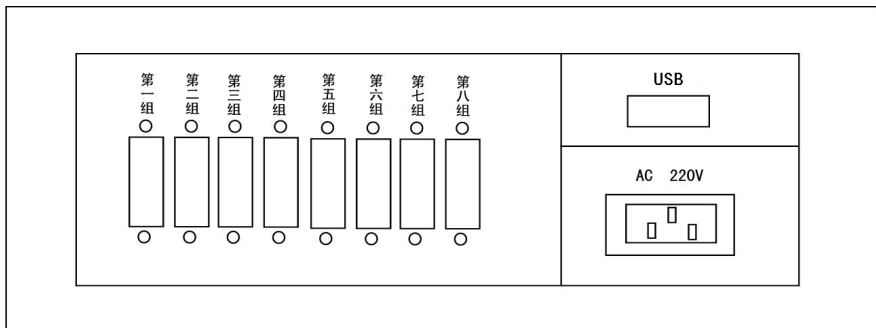 第一组
第二组
第三组
第四组
第五组
第六组
第七组
第八组
USB
AC 220V